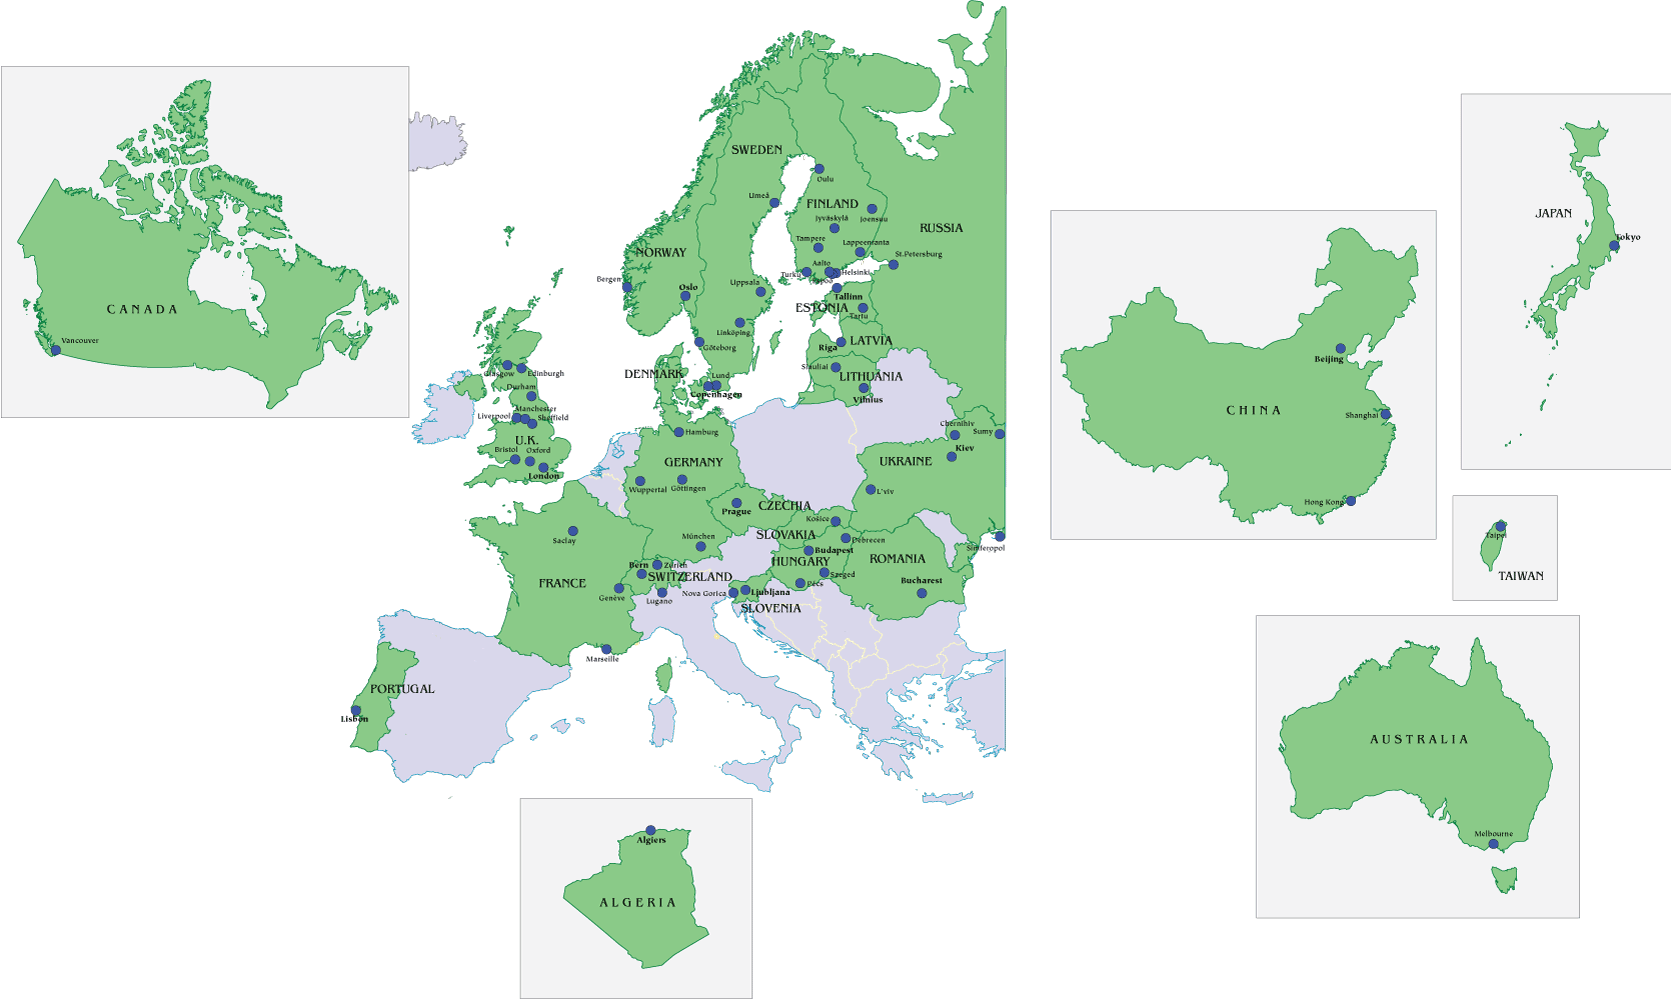 CANADA
Vancouver
SWEDEN
Oulu
Umeå
FINLAND
Joensuu
Jyväskylä
RUSSIA
Tampere
Lappeenranta
NORWAY
St.Petersburg
Aalto
Turku
Helsinki
Espoo
Bergen
Uppsala
Oslo
Tallinn
ESTONIA
Tartu
Linköping
Göteborg
Riga
LATVIA
Siauliai
LITHUANIA
Vilnius
DENMARK
Lund
Copenhagen
Glasgow
Edinburgh
Durham
Manchester
Liverpool
Sheffield
U.K.
Bristol
Oxford
London
Hamburg
GERMANY
Wuppertal
Göttingen
Chernihiv
Sumy
Kiev
UKRAINE
L'viv
Prague
CZECHIA
Košice
Saclay
München
SLOVAKIA
Debrecen
Simferopol
Budapest
HUNGARY
ROMANIA
Bern
Zürich
SWITZERLAND
Szeged
FRANCE
Pécs
Bucharest
Genève
Lugano
Nova Gorica
Ljubljana
SLOVENIA
Marseille
PORTUGAL
Lisbon
Algiers
ALGERIA
Beijing
CHINA
Shanghai
Hong Kong
JAPAN
Tokyo
Taipei
TAIWAN
AUSTRALIA
Melbourne